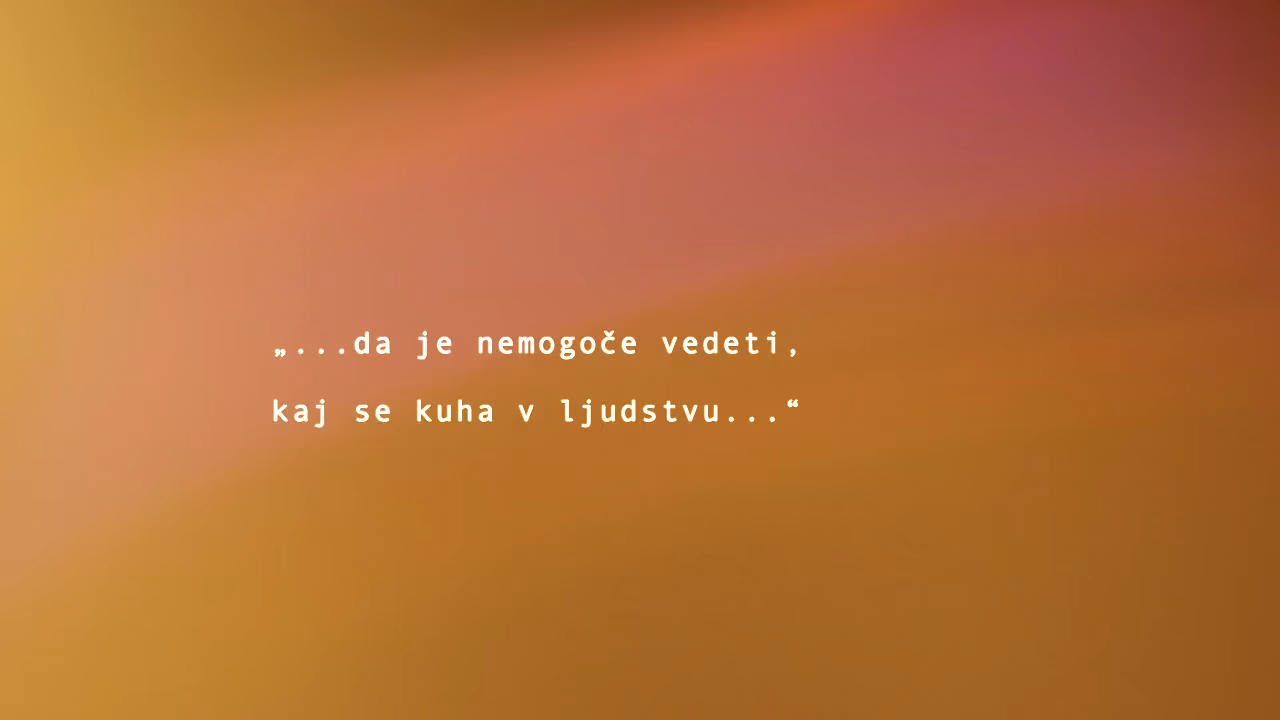 „...da je nemogoče vedeti,
kaj se kuha v ljudstvu...“